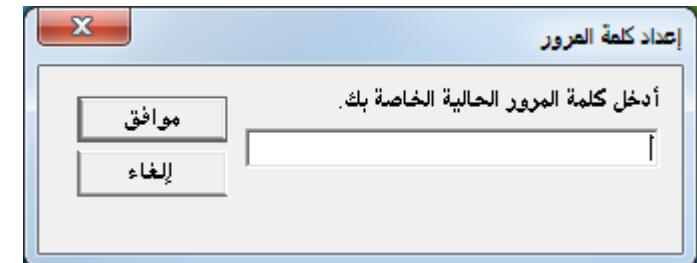 إعداد كلمة المرور
أدخل كلمة المرور الحالية الخاصة بك.
موافق
إلغاء